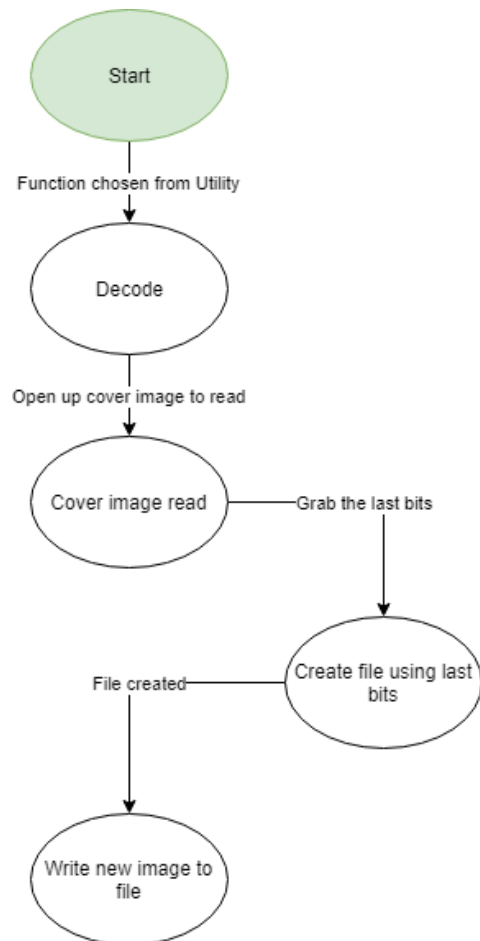 Start
Function chosen from Utility
Decode
Open up cover image to read
Cover image read
Grab the last bits
Create file using last
bits
File created
Write new image to
file